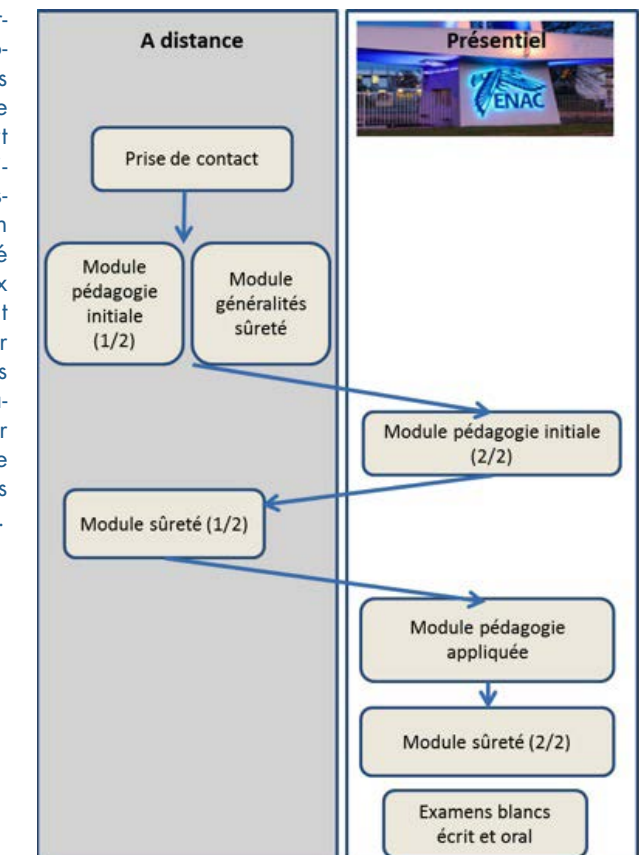 A distance
Présentiel
ENAC
Prise de contact
Module
pédagogie
initiale
(1/2)
Module
généralités
sûreté
Module pédagogie initiale
(2/2)
Module sûreté (1/2)
Module pédagogie
appliquée
Module sûreté (2/2)
Examens blancs
écrit et oral